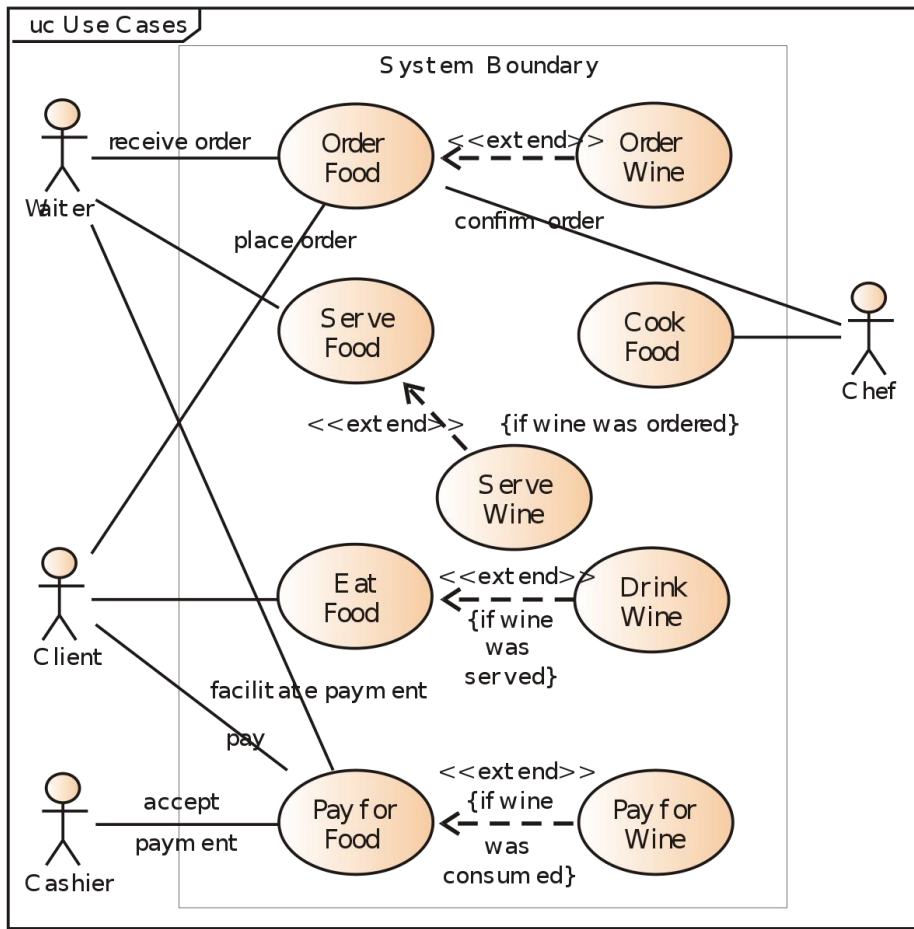 uc Use Cases
System Boundary
receive order
Order
Food
<<extend>>
Order
Wine
Waiter
place order
confirm order
Serve
Food
Cook
Food
Chef
<<extend>>
{if wine was ordered}
Serve
Wine
Eat
Food
<<extend>>
{if wine
was
served}
Drink
Wine
Client
facilitate payment
pay
accept
payment
Cashier
Pay for
Food
<<extend>>
{if wine
was
consumed}
Pay for
Wine